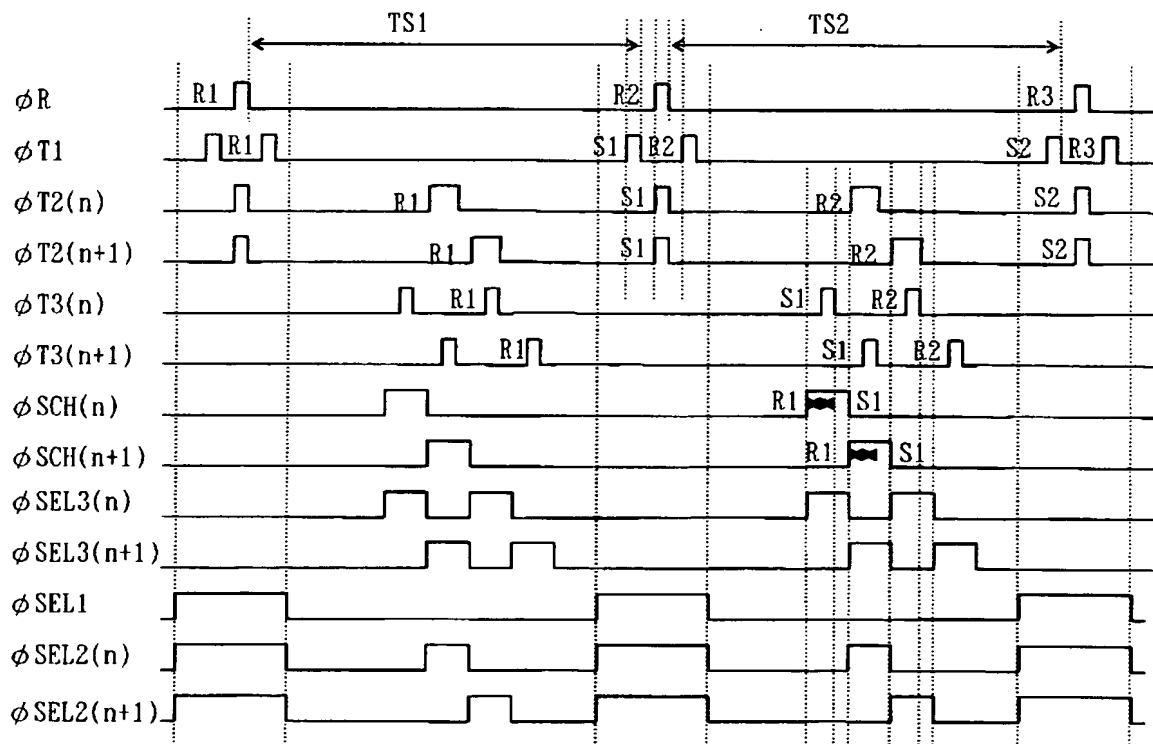 TS1 TS2
φR R1 R2 R3
φT1 R1 S1 R2 S2 R3
φT2(n) R1 S1 R2 S2
φT2(n+1) R1 S1 R2 S2
φT3(n) R1 S1 R2
φT3(n+1) R1 S1 R2
φSCH(n) R1 S1
φSCH(n+1) R1 S1
φSEL3(n)
φSEL3(n+1)
φSEL1
φSEL2(n)
φSEL2(n+1)